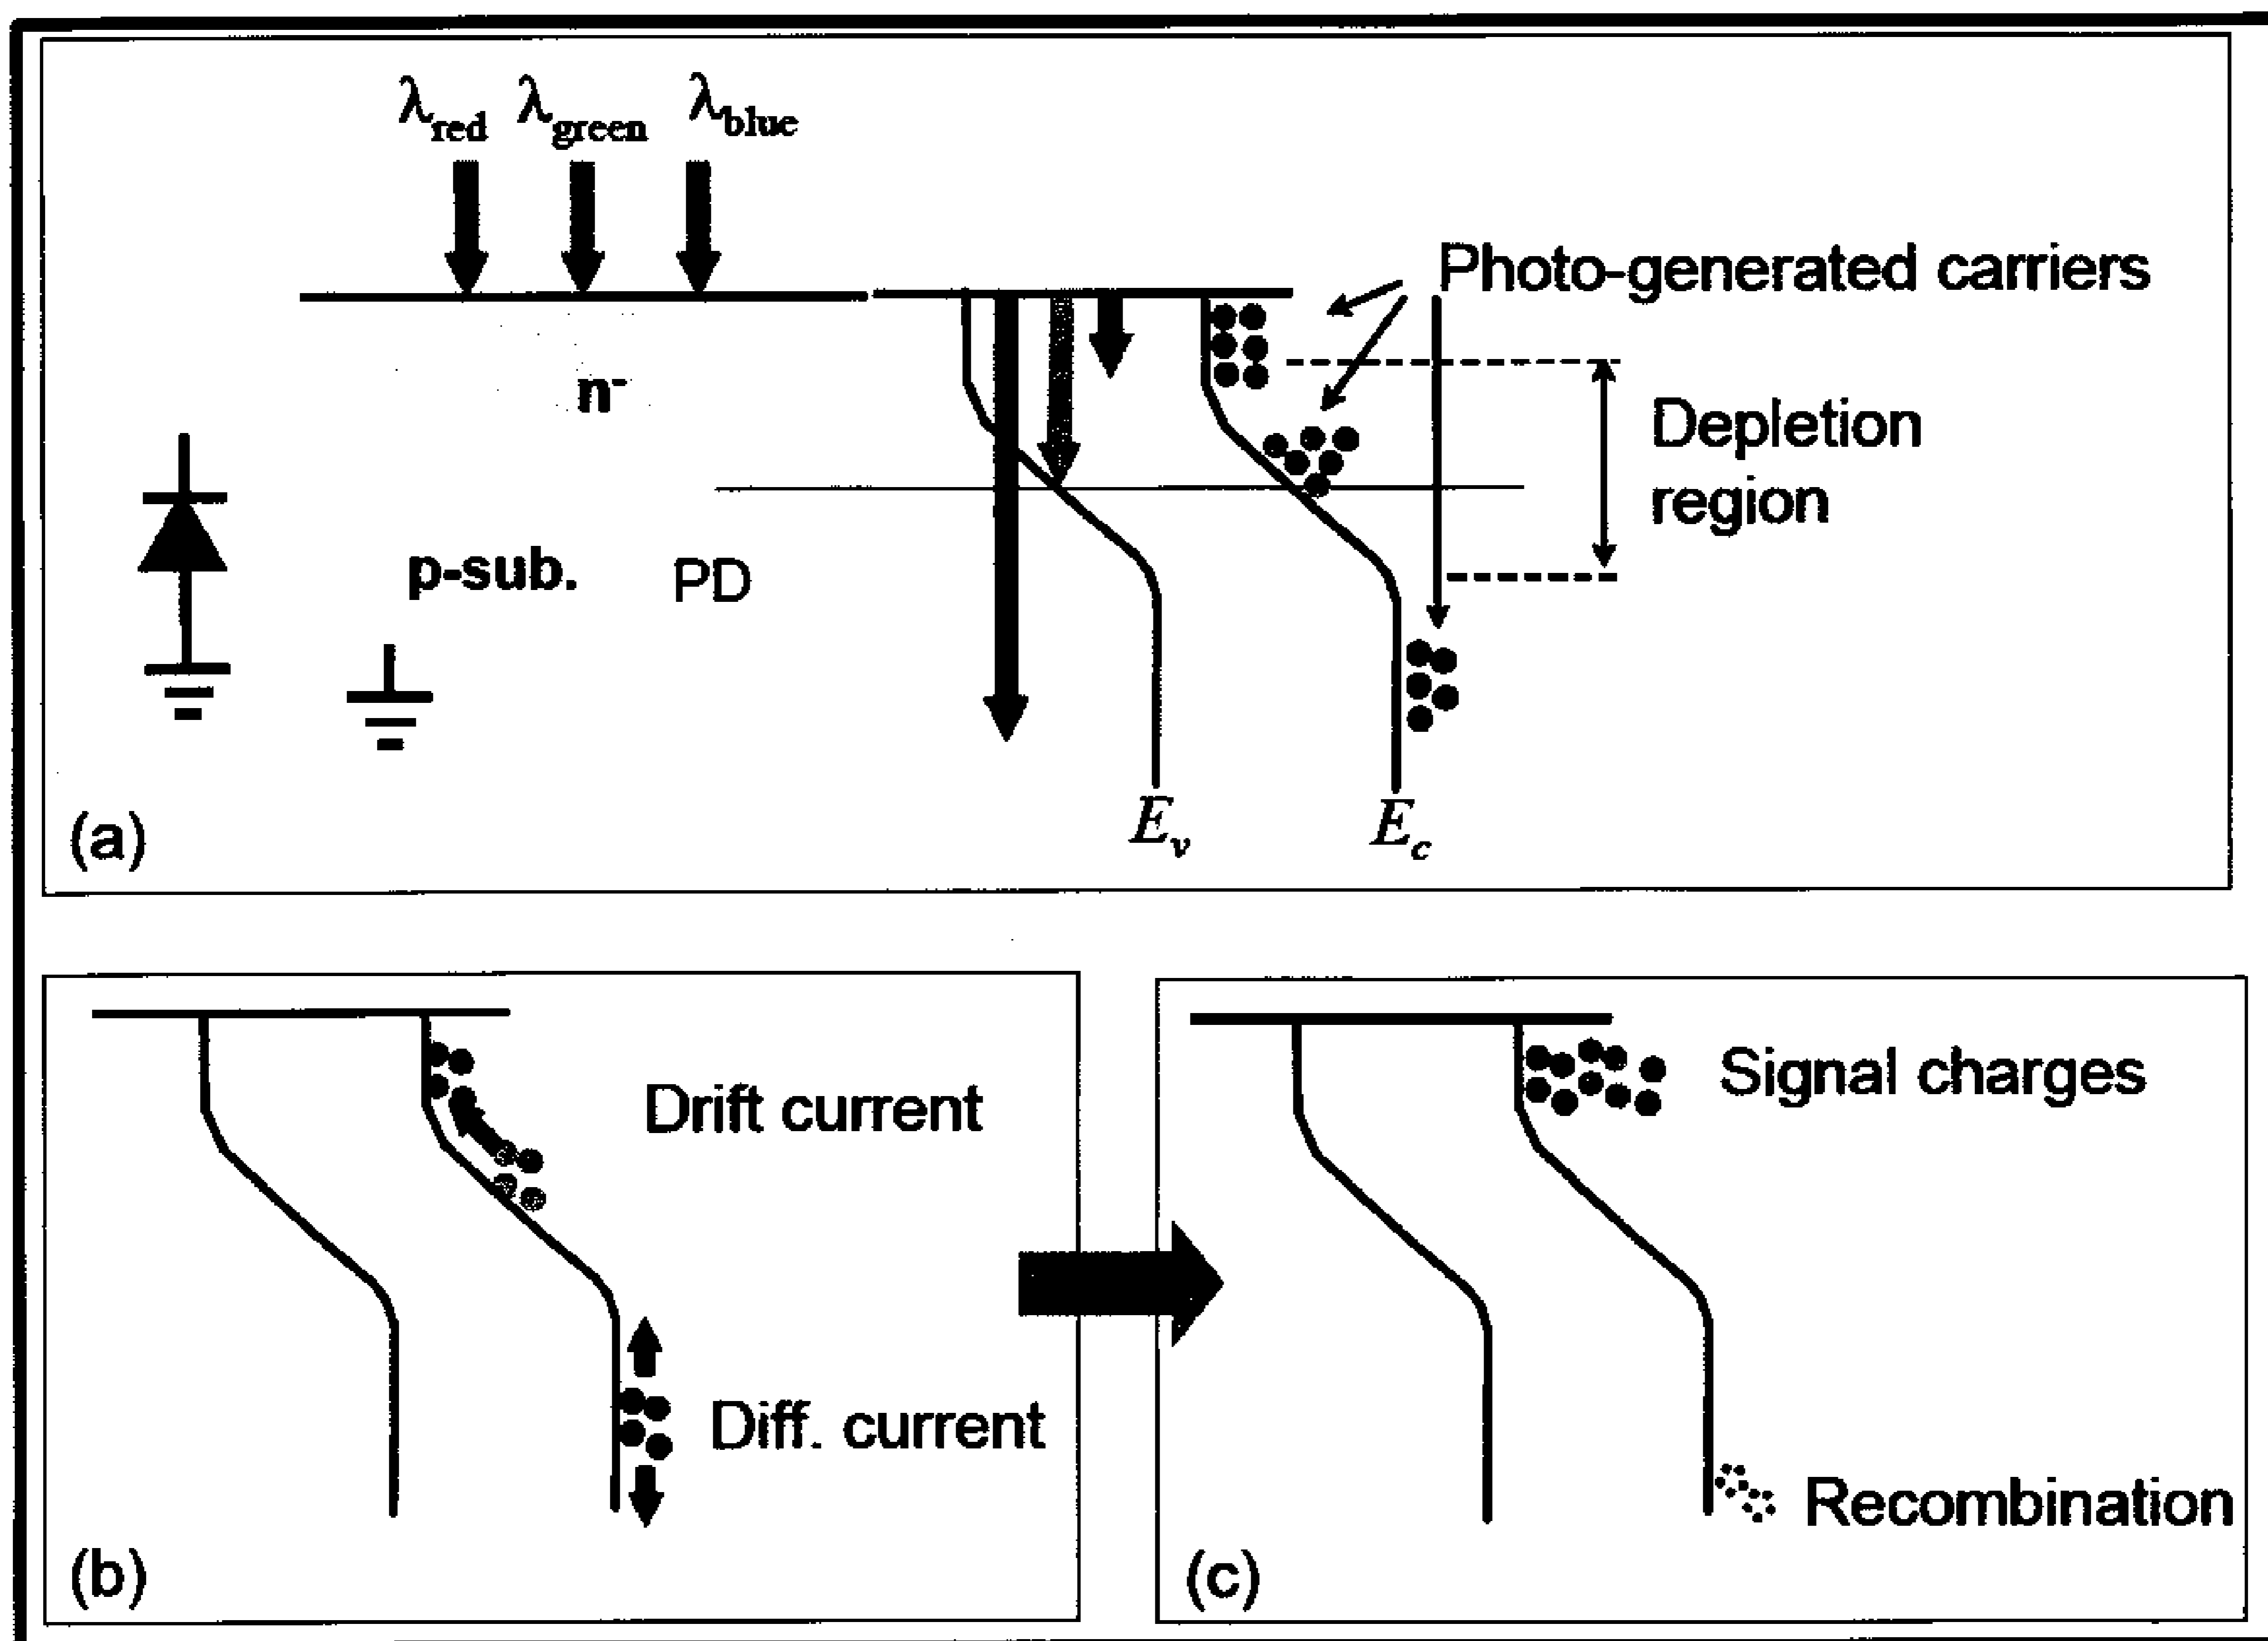 λred λgreen λblue
Photo-generated carriers
n-
Depletion
region
p-sub. PD
Ev Ec
(a)
Drift current
Diff. current
(b)
Signal charges
Recombination
(c)